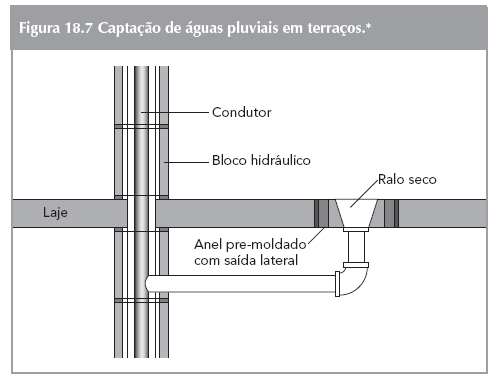 Figura 18.7 Captação de águas pluviais em terraços.*
Condutor
Bloco hidráulico
Ralo seco
Laje
Anel pre-moldado
com saída lateral